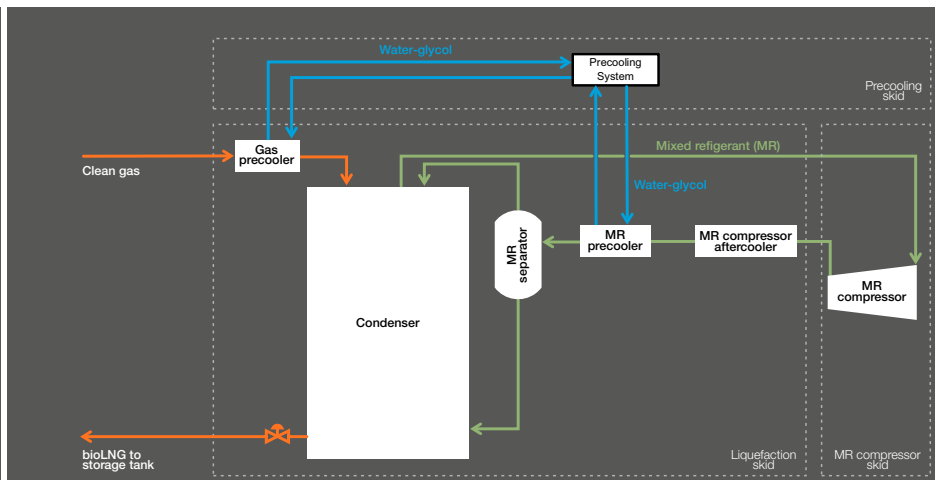 Water-glycol
Precooling
System
Precooling
skid
Gas
precooler
Mixed refigerant (MR)
Clean gas
Water-glycol
MR
separator
MR
precooler
MR compressor
aftercooler
MR
compressor
Condenser
bioLNG to
storage tank
Liquefaction
skid
MR compressor
skid